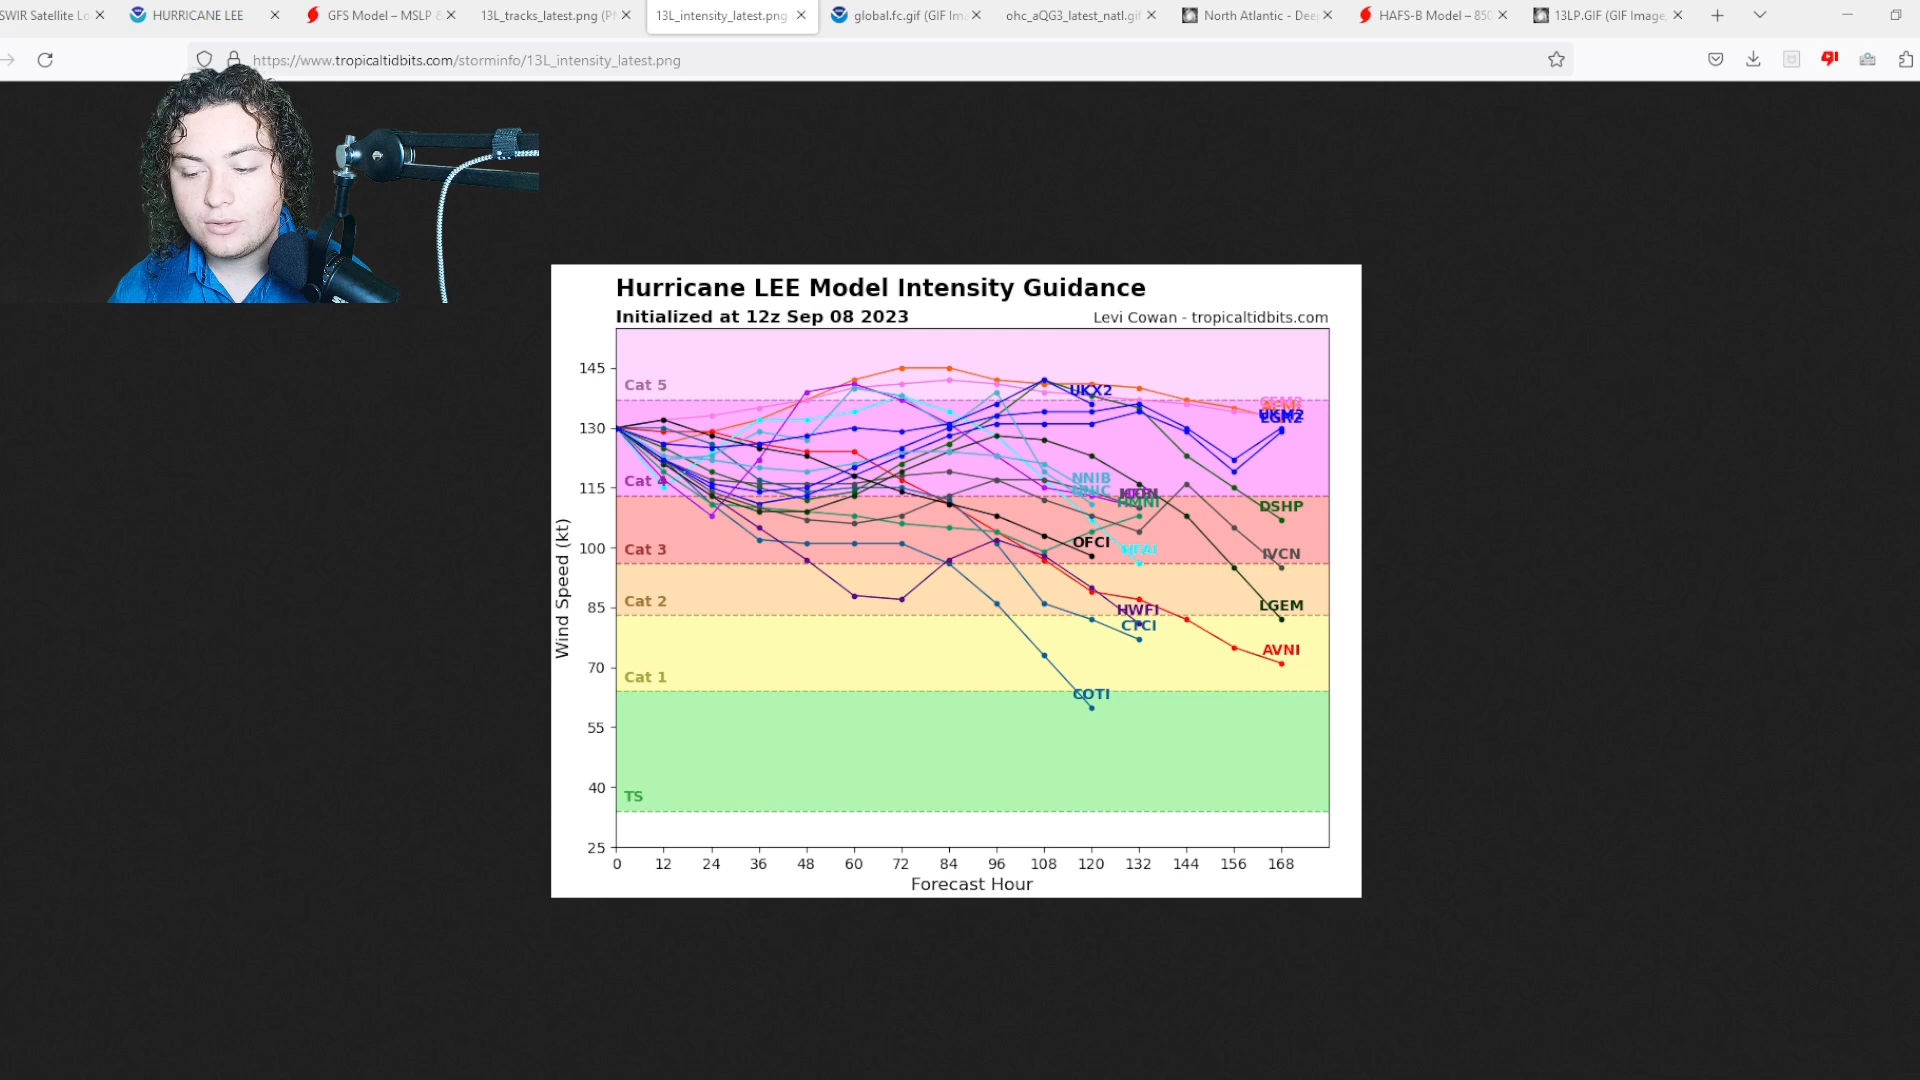 SWIR Satellite Lo
HURRICANE LEE
GFS Model – MSLP &
13L_tracks_latest.png (P
13L_intensity_latest.png
global.fc.gif (GIF Im
ohc_aQG3_latest_natl.gif
North Atlantic - Dee
HAFS-B Model – 850
13LP.GIF (GIF Image
https://www.tropicaltidbits.com/storminfo/13L_intensity_latest.png
Hurricane LEE Model Intensity Guidance
Initialized at 12z Sep 08 2023
Levi Cowan - tropicaltidbits.com
145
130
115
100
85
70
55
40
25
Wind Speed (kt)
Cat 5
Cat 4
Cat 3
Cat 2
Cat 1
TS
UKX2
UKM2
EGR2
NNIB
NNIC
HMNI
DSHP
OFCI
HFAI
IVCN
HWFI
LGEM
CTCI
AVNI
COTI
0 12 24 36 48 60 72 84 96 108 120 132 144 156 168
Forecast Hour